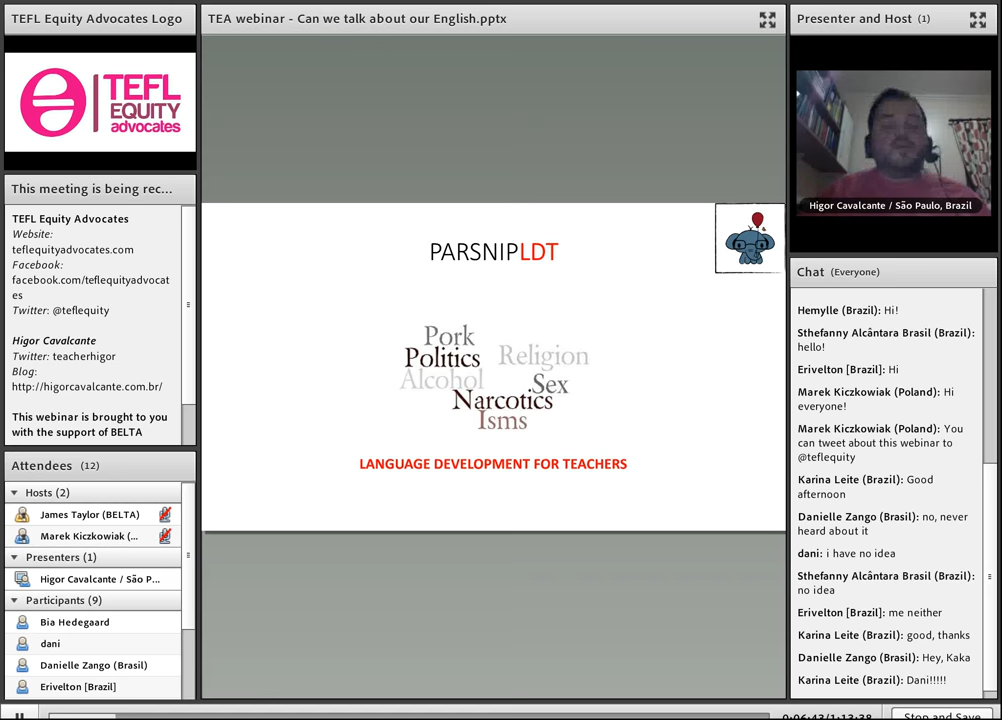 TEFL Equity Advocates Logo
TEFL
EQUITY
advocates
This meeting is being rec...
TEFL Equity Advocates
Website:
teflequityadvocates.com
Facebook:
facebook.com/teflequityadvocat
es
Twitter: @teflequity
Higor Cavalcante
Twitter: teacherhigor
Blog:
http://higorcavalcante.com.br/
This webinar is brought to you
with the support of BELTA
Attendees (12)
Hosts (2)
James Taylor (BELTA)
Marek Kiczkowiak (...
Presenters (1)
Higor Cavalcante / São P...
Participants (9)
Bia Hedegaard
dani
Danielle Zango (Brasil)
Erivelton [Brazil]
TEA webinar - Can we talk about our English.pptx
PARSNIPLDT
Pork
Politics
Religion
Alcohol
Sex
Narcotics
Isms
LANGUAGE DEVELOPMENT FOR TEACHERS
Presenter and Host (1)
Higor Cavalcante / São Paulo, Brazil
Chat (Everyone)
Hemylle (Brazil): Hi!
Sthefanny Alcântara Brasil (Brazil):
hello!
Erivelton [Brazil]: Hi
Marek Kiczkowiak (Poland): Hi
everyone!
Marek Kiczkowiak (Poland): You
can tweet about this webinar to
@teflequity
Karina Leite (Brazil): Good
afternoon
Danielle Zango (Brasil): no, never
heard about it
dani: i have no idea
Sthefanny Alcântara Brasil (Brazil):
no idea
Erivelton [Brazil]: me neither
Karina Leite (Brazil): good, thanks
Danielle Zango (Brasil): Hey, Kaka
Karina Leite (Brazil): Dani!!!!!
0:06:43/1:13:38
Stop and Save